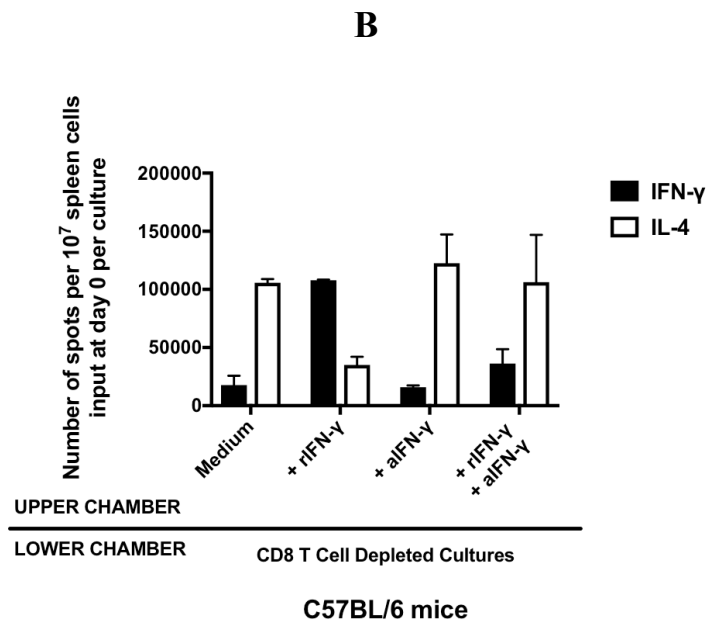 B
Number of spots per 10⁷ spleen cells
input at day 0 per culture
200000
150000
100000
50000
0
IFN-γ
IL-4
Medium
+ rIFN-γ
+ aIFN-γ
+ rIFN-γ
+ aIFN-γ
UPPER CHAMBER
LOWER CHAMBER
CD8 T Cell Depleted Cultures
C57BL/6 mice